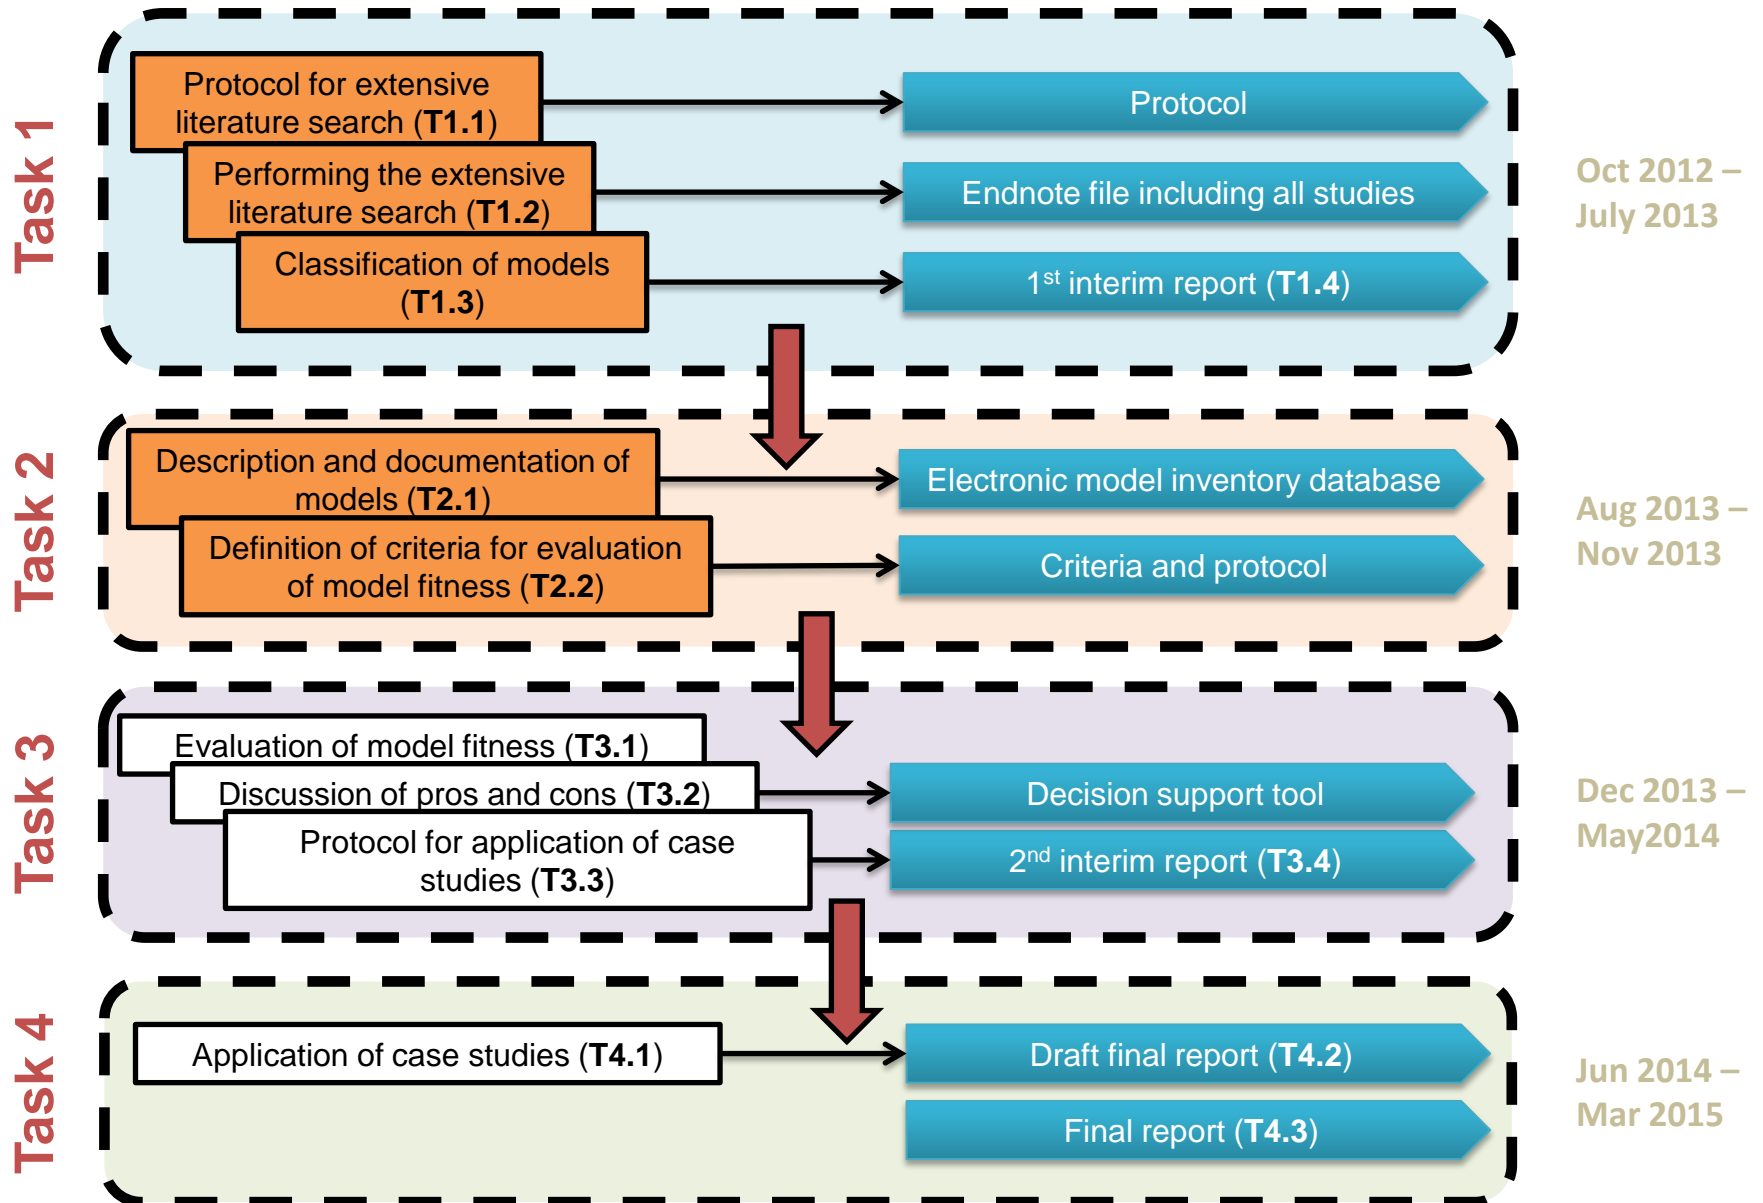 Task 1
Protocol for extensive
literature search (T1.1)
Protocol
Performing the extensive
literature search (T1.2)
Endnote file including all studies
Classification of models
(T1.3)
1st interim report (T1.4)
Oct 2012 –
July 2013
Task 2
Description and documentation of
models (T2.1)
Electronic model inventory database
Definition of criteria for evaluation
of model fitness (T2.2)
Criteria and protocol
Aug 2013 –
Nov 2013
Task 3
Evaluation of model fitness (T3.1)
Discussion of pros and cons (T3.2)
Decision support tool
Protocol for application of case
studies (T3.3)
2nd interim report (T3.4)
Dec 2013 –
May2014
Task 4
Application of case studies (T4.1)
Draft final report (T4.2)
Final report (T4.3)
Jun 2014 –
Mar 2015